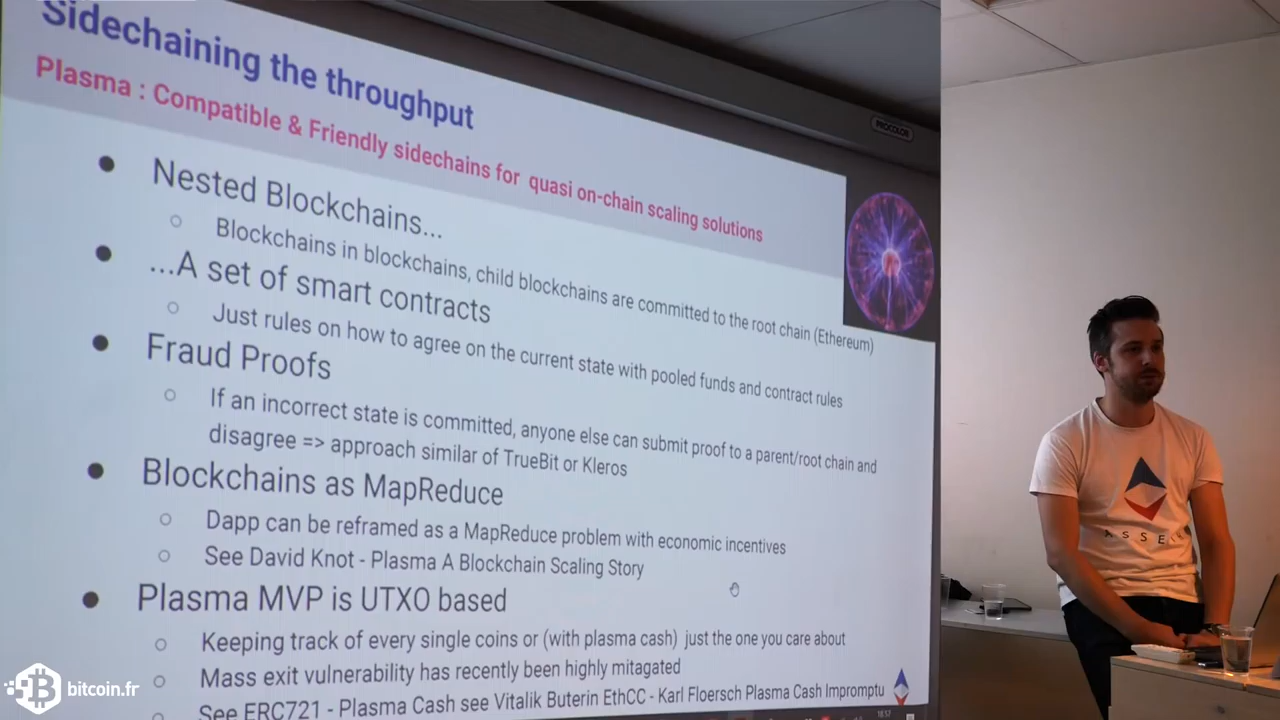 Sidechaining the throughput
Plasma : Compatible & Friendly sidechains for quasi on-chain scaling solutions
PROCOLOR
Nested Blockchains...
Blockchains in blockchains, child blockchains are committed to the root chain (Ethereum)
...A set of smart contracts
Just rules on how to agree on the current state with pooled funds and contract rules
Fraud Proofs
If an incorrect state is committed, anyone else can submit proof to a parent/root chain and
disagree => approach similar of TrueBit or Kleros
Blockchains as MapReduce
Dapp can be reframed as a MapReduce problem with economic incentives
See David Knot - Plasma A Blockchain Scaling Story
Plasma MVP is UTXO based
Keeping track of every single coins or (with plasma cash) just the one you care about
Mass exit vulnerability has recently been highly mitagated
See ERC721 - Plasma Cash see Vitalik Buterin EthCC - Karl Floersch Plasma Cash Impromptu
bitcoin.fr